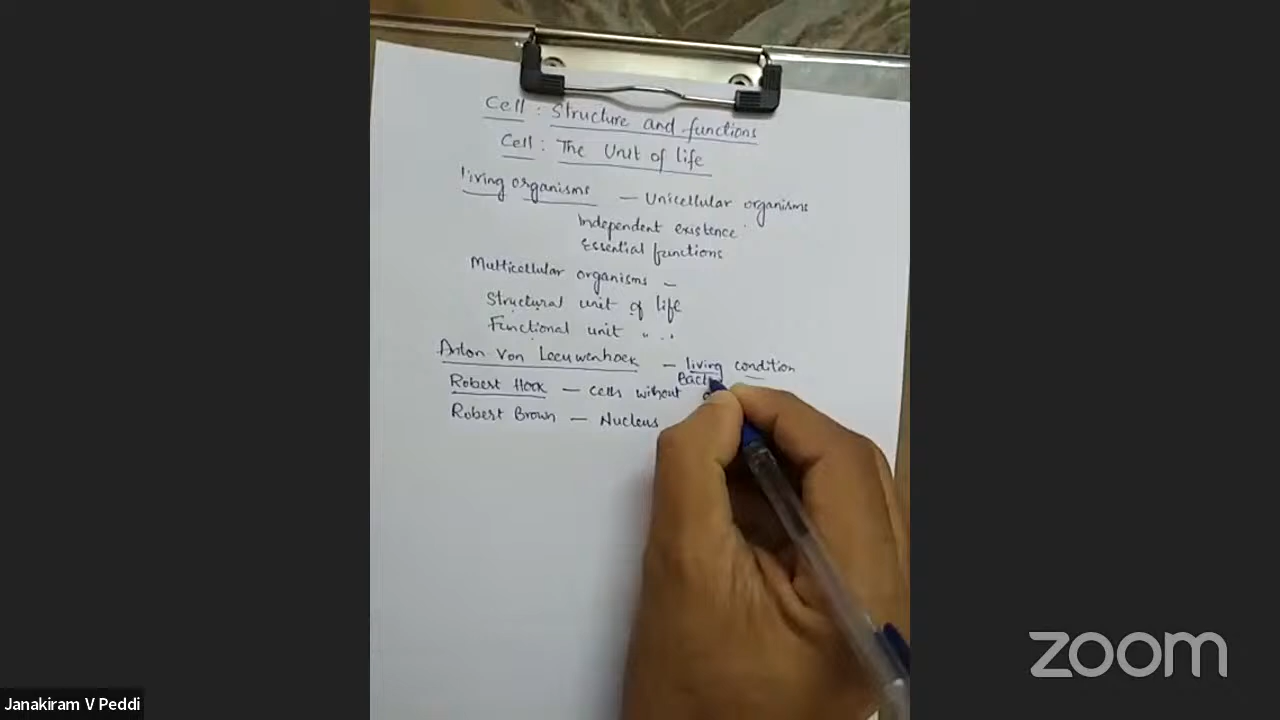 Cell : Structure and functions
Cell : The Unit of life
living organisms — Unicellular organisms
Independent existence
Essential functions
Multicellular organisms —
Structural unit of life
Functional unit " "
Anton Von Leeuwenhoek — living condition
Bact
Robert Hook — cells without
Robert Brown — Nucleus
ZOOM
Janakiram V Peddi